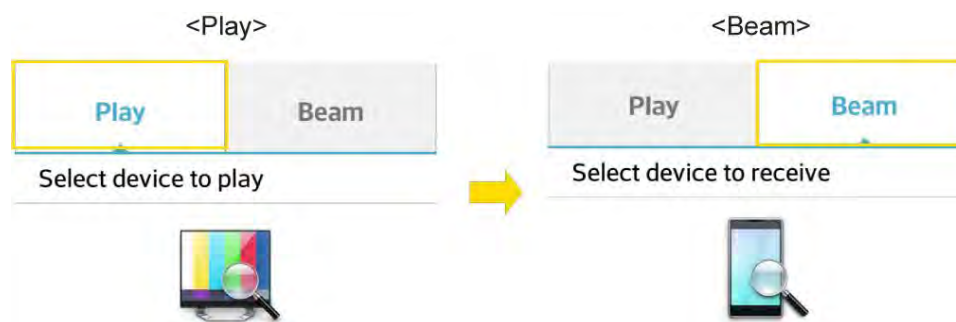 <Play>
Play Beam
Select device to play
<Beam>
Play Beam
Select device to receive